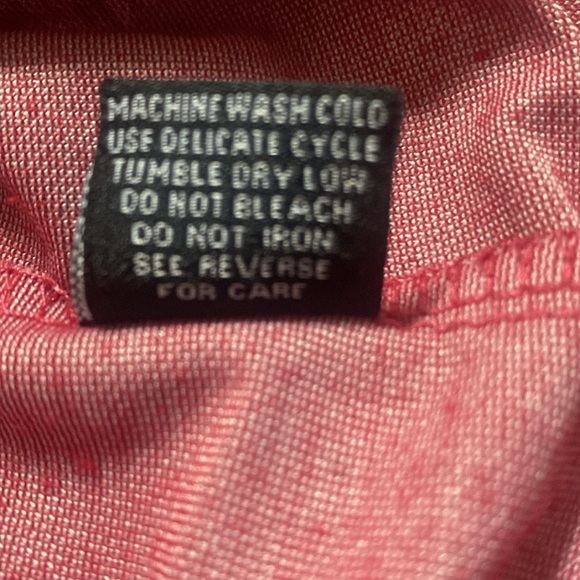 MACHINE WASH COLD
USE DELICATE CYCLE
TUMBLE DRY LOW
DO NOT BLEACH
DO NOT IRON
SEE REVERSE
FOR CARE